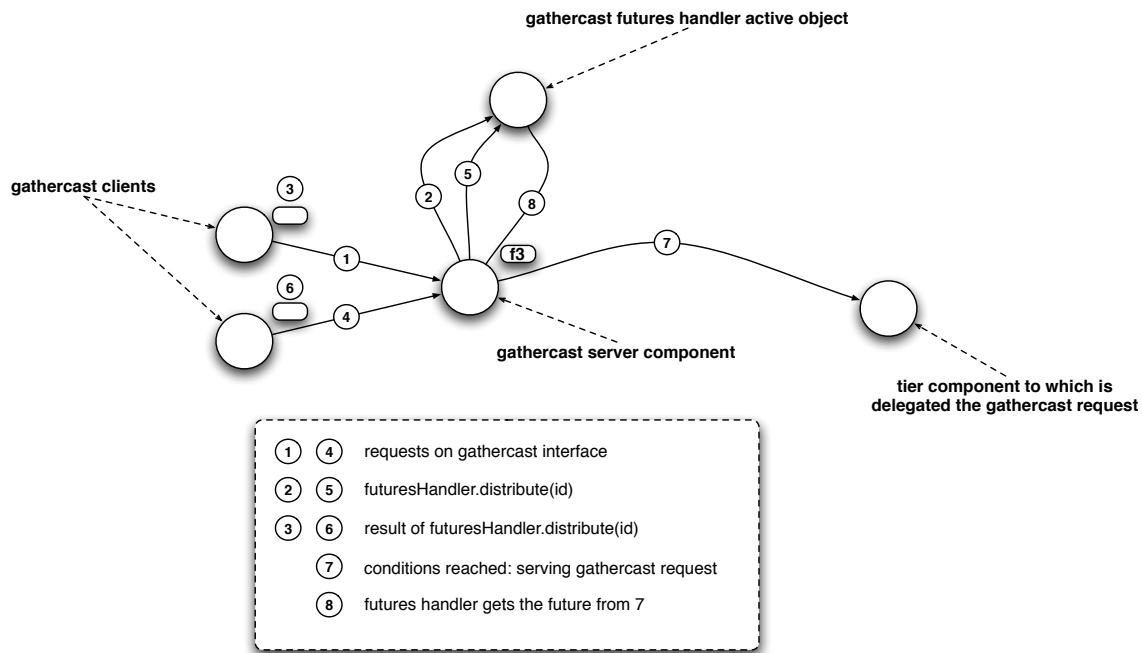 gathercast futures handler active object
gathercast clients
3
2
5
8
f3
7
1
6
4
gathercast server component
tier component to which is
delegated the gathercast request
1 4 requests on gathercast interface
2 5 futuresHandler.distribute(id)
3 6 result of futuresHandler.distribute(id)
7 conditions reached: serving gathercast request
8 futures handler gets the future from 7